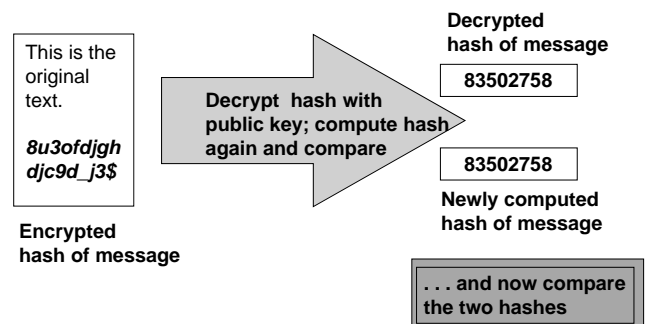 This is the
original
text.
8u3ofdjgh
djc9d_j3$
Encrypted
hash of message
Decrypt hash with
public key; compute hash
again and compare
Decrypted
hash of message
83502758
83502758
Newly computed
hash of message
. . . and now compare
the two hashes